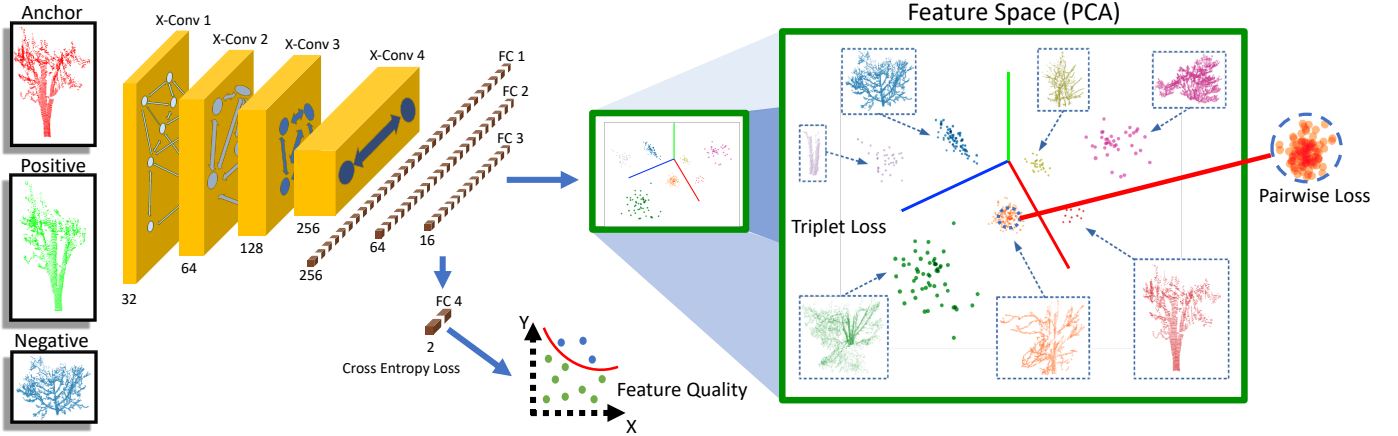 Anchor
Positive
Negative
X-Conv 1
X-Conv 2
X-Conv 3
X-Conv 4
FC 1
FC 2
FC 3
32
64
128
256
256
64
16
FC 4
2
Cross Entropy Loss
Y
X
Feature Quality
Feature Space (PCA)
Triplet Loss
Pairwise Loss